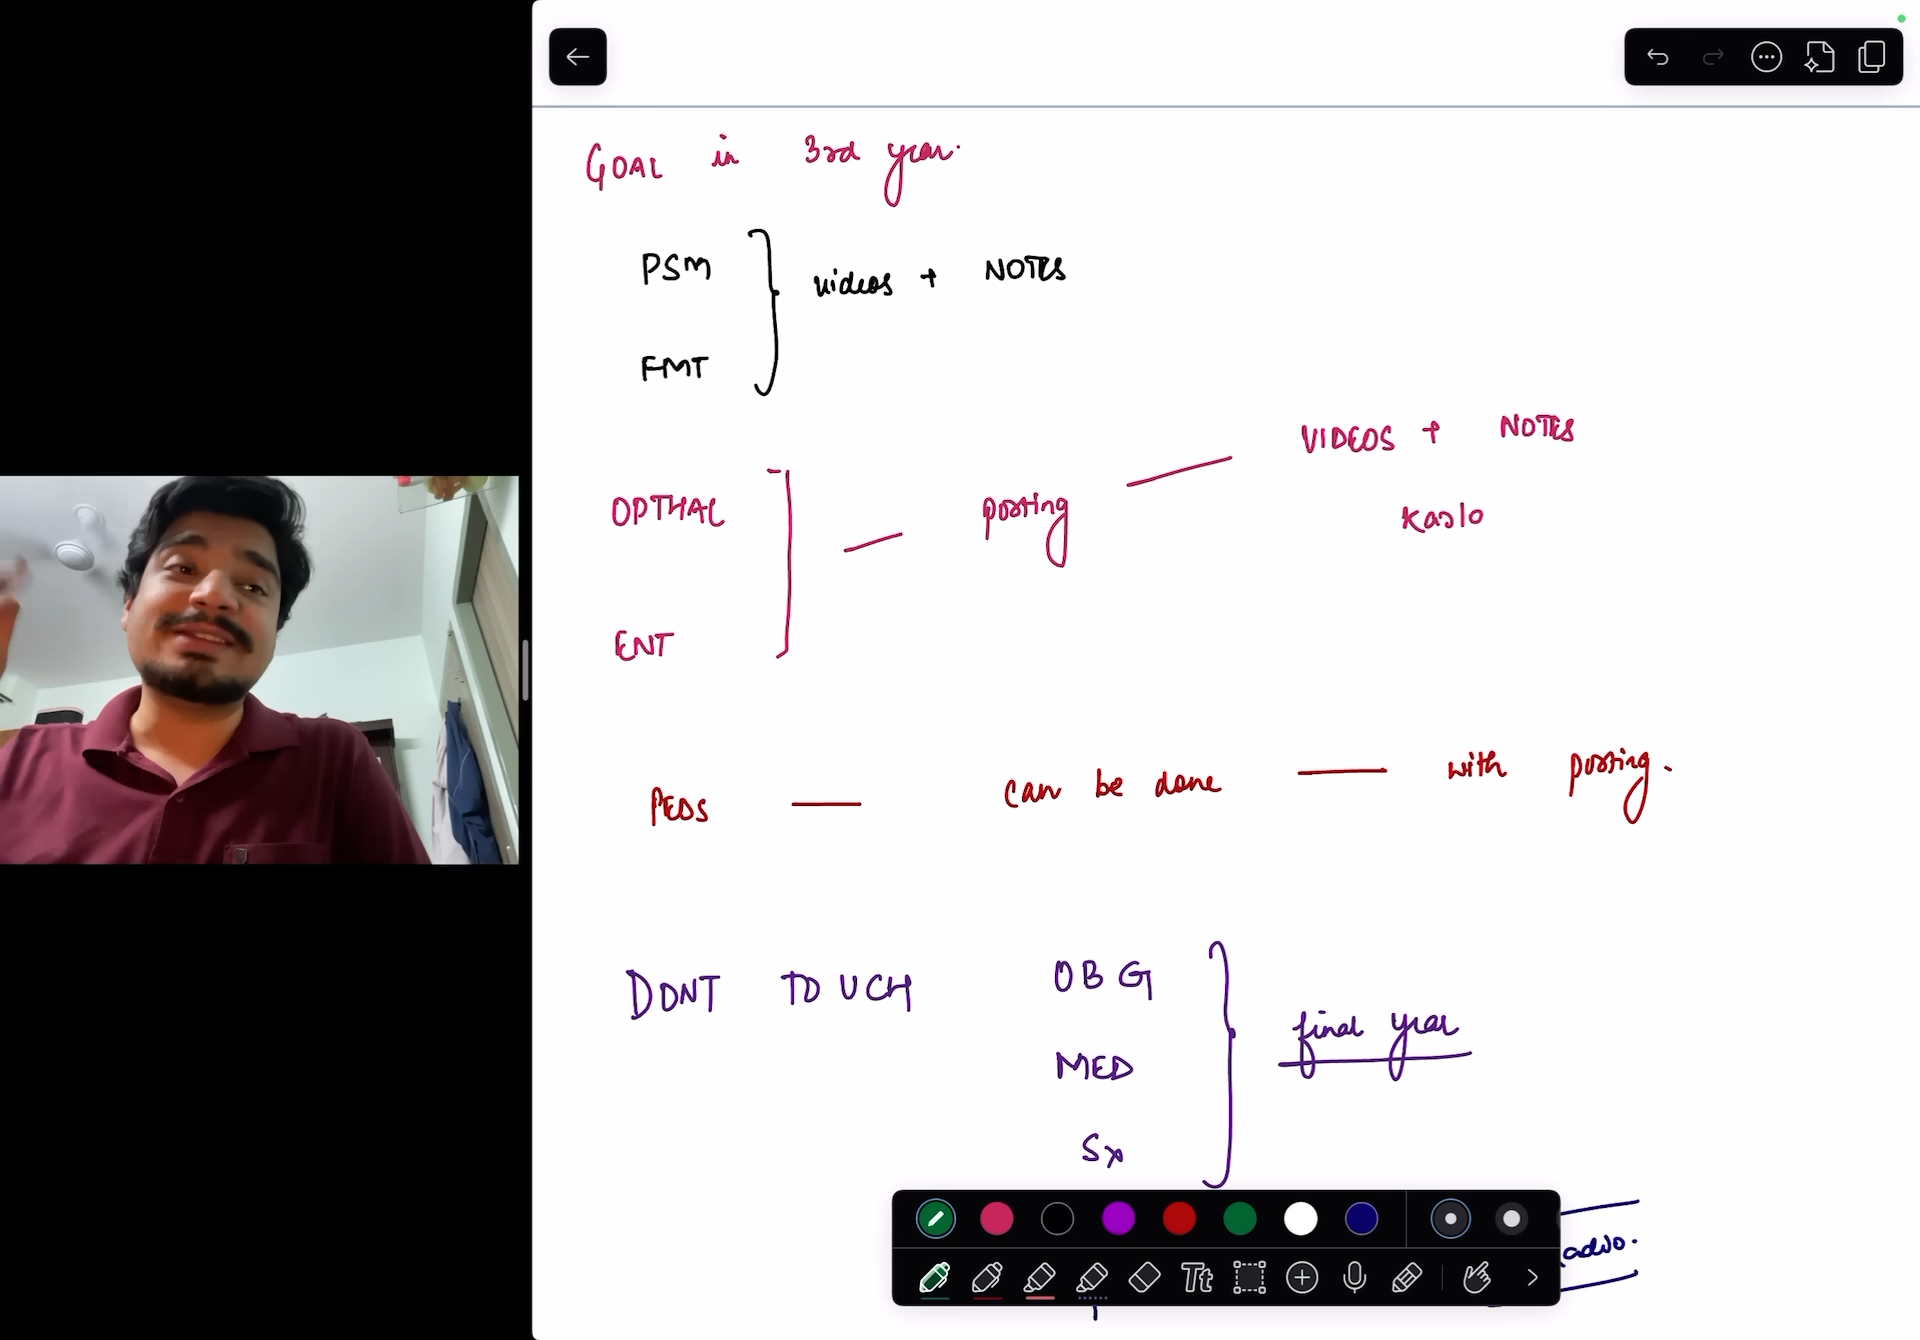 GOAL in 3rd year.
PSM
videos + NOTES
FMT
VIDEOS + NOTES
OPTHAL
posting
Karlo
ENT
PEDS — can be done — with posting.
DONT TOUCH OBG
final year
MED
Sx
Tt